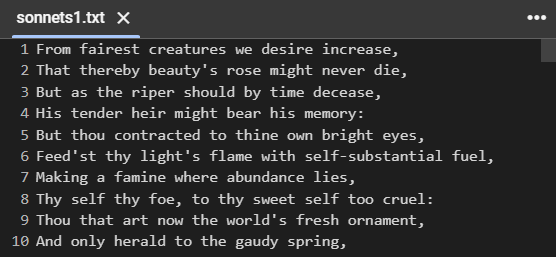 sonnets1.txt
1 From fairest creatures we desire increase,
2 That thereby beauty's rose might never die,
3 But as the riper should by time decease,
4 His tender heir might bear his memory:
5 But thou contracted to thine own bright eyes,
6 Feed'st thy light's flame with self-substantial fuel,
7 Making a famine where abundance lies,
8 Thy self thy foe, to thy sweet self too cruel:
9 Thou that art now the world's fresh ornament,
10 And only herald to the gaudy spring,